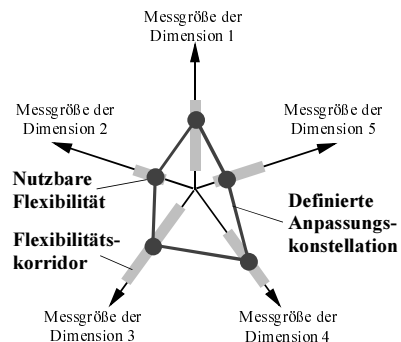 Messgröße der
Dimension 1
Messgröße der
Dimension 2
Messgröße der
Dimension 5
Nutzbare
Flexibilität
Definierte
Anpassungs-
konstellation
Flexibilitäts-
korridor
Messgröße der
Dimension 3
Messgröße der
Dimension 4